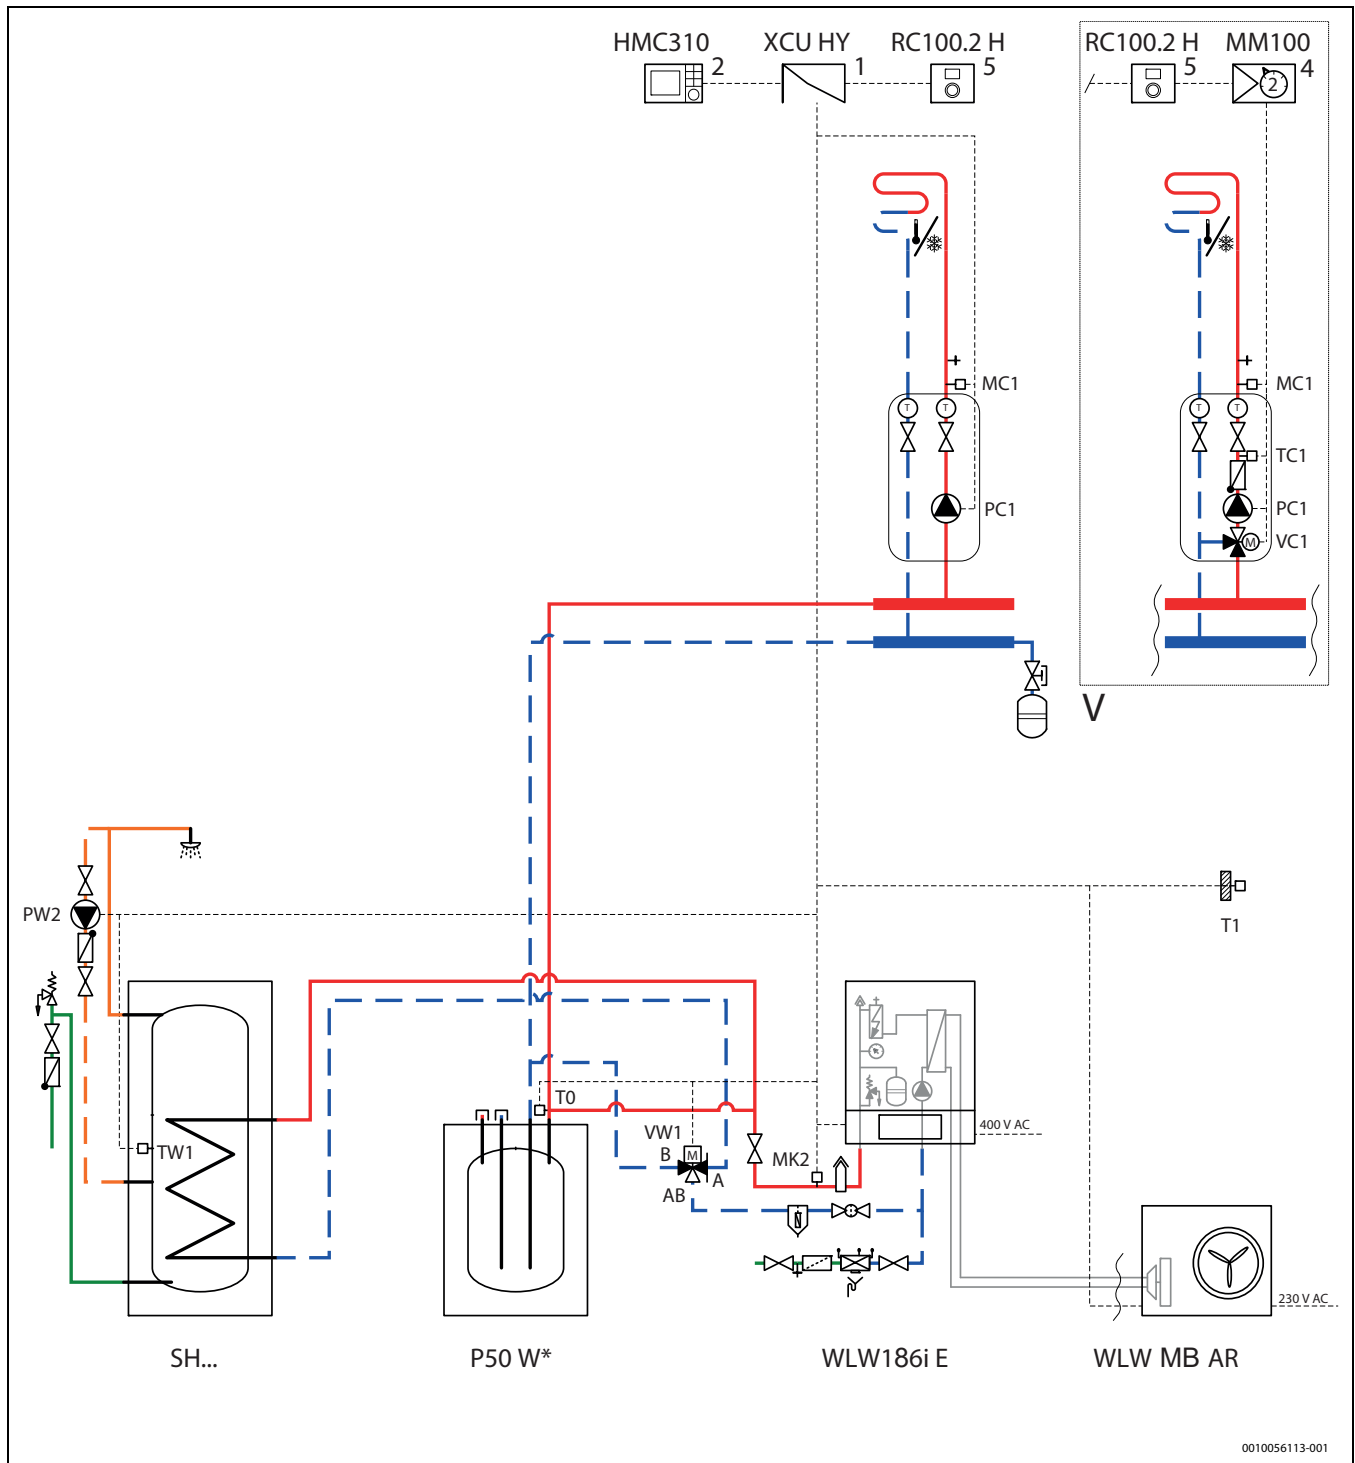 HMC310 XCU HY RC100.2 H RC100.2 H MM100
2 1 5 5 4
2
MC1 MC1
T T T T
TC1
PC1 PC1
M VC1
V
PW2
T1
T0
400 V AC
VW1
TW1 B M MK2
A
AB
230 V AC
SH... P50 W* WLW186i E WLW MB AR
0010056113-001